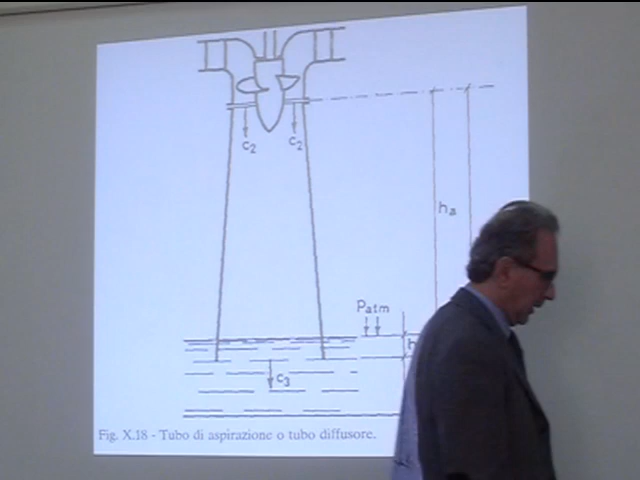 c2 c2
ha
Patm
h
c3
Fig. X.18 - Tubo di aspirazione o tubo diffusore.